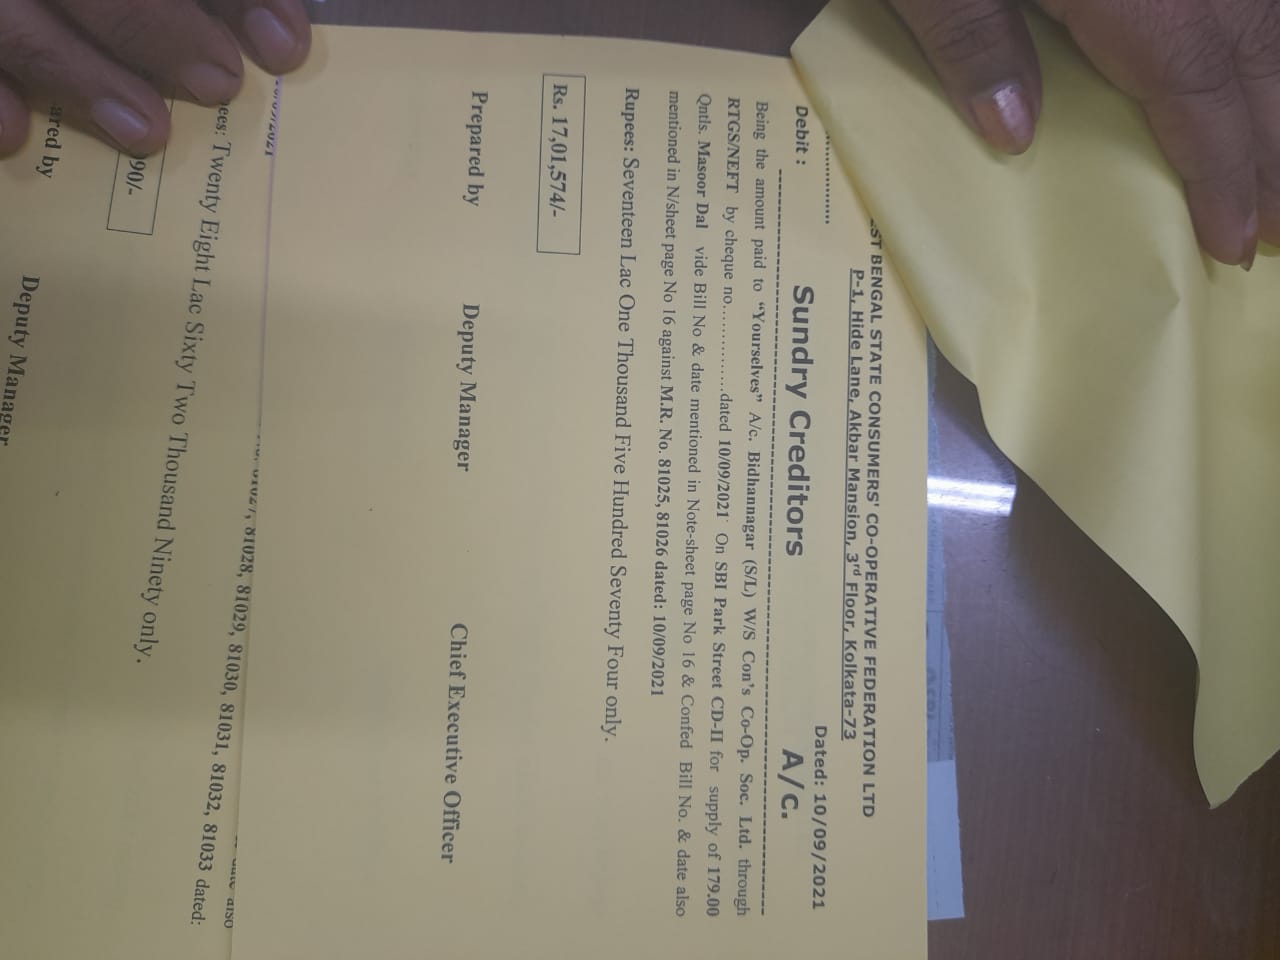 ST BENGAL STATE CONSUMERS' CO-OPERATIVE FEDERATION LTD
P-1, Hide Lane, Akbar Mansion, 3rd Floor, Kolkata-73
Dated: 10/09/2021
Debit : Sundry Creditors A/c.
Being the amount paid to “Yourselves” A/c. Bidhannagar (S/L) W/S Con's Co-Op. Soc. Ltd. through
RTGS/NEFT by cheque no.............dated 10/09/2021 On SBI Park Street CD-II for supply of 179.00
Qntls. Masoor Dal vide Bill No & date mentioned in Note-sheet page No 16 & Confed Bill No. & date also
mentioned in N/sheet page No 16 against M.R. No. 81025, 81026 dated: 10/09/2021
Rupees: Seventeen Lac One Thousand Five Hundred Seventy Four only.
Rs. 17,01,574/-
Prepared by Deputy Manager Chief Executive Officer
date also
81028, 81029, 81030, 81031, 81032, 81033 dated:
10/09/2021
ees: Twenty Eight Lac Sixty Two Thousand Ninety only.
90/-
ared by Deputy Manager